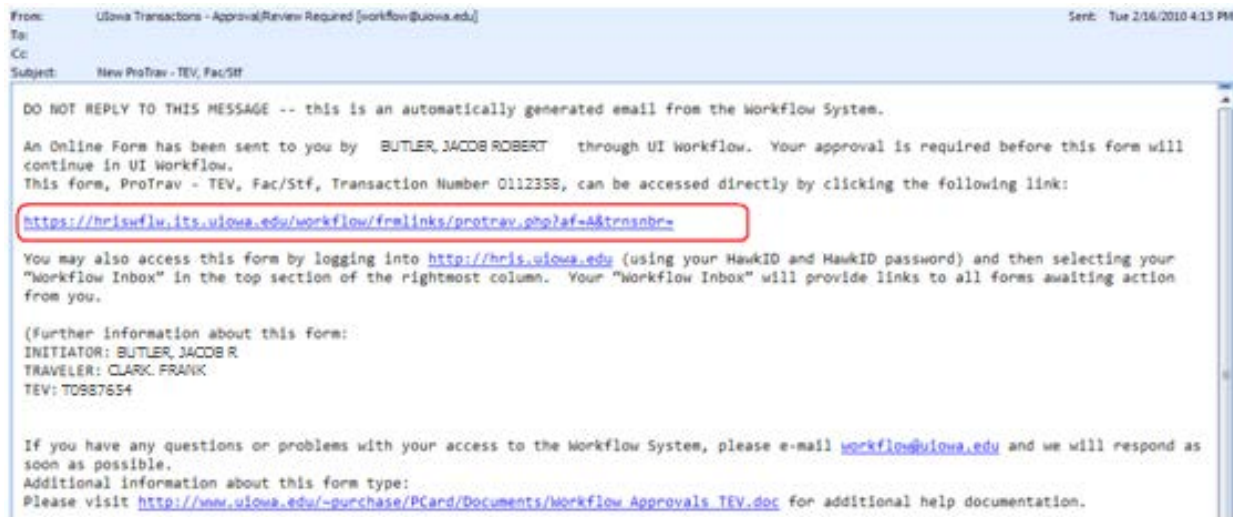 From: UIowa Transactions - Approval/Review Required [workflow@uiowa.edu] Sent: Tue 2/16/2010 4:13 PM
To:
Cc:
Subject: New ProTrav - TEV, Fac/Stf
DO NOT REPLY TO THIS MESSAGE -- this is an automatically generated email from the Workflow System.
An Online Form has been sent to you by BUTLER, JACOB ROBERT through UI Workflow. Your approval is required before this form will
continue in UI Workflow.
This form, ProTrav - TEV, Fac/Stf, Transaction Number 0112358, can be accessed directly by clicking the following link:
https://hriswflw.its.uiowa.edu/workflow/frmlinks/protrav.php?af=A&trnsnbr=
You may also access this form by logging into http://hris.uiowa.edu (using your HawkID and HawkID password) and then selecting your
"Workflow Inbox" in the top section of the rightmost column. Your "Workflow Inbox" will provide links to all forms awaiting action
from you.
(Further information about this form:
INITIATOR: BUTLER, JACOB R
TRAVELER: CLARK. FRANK
TEV: T0987654
If you have any questions or problems with your access to the Workflow System, please e-mail workflow@uiowa.edu and we will respond as
soon as possible.
Additional information about this form type:
Please visit http://www.uiowa.edu/~purchase/PCard/Documents/Workflow Approvals TEV.doc for additional help documentation.